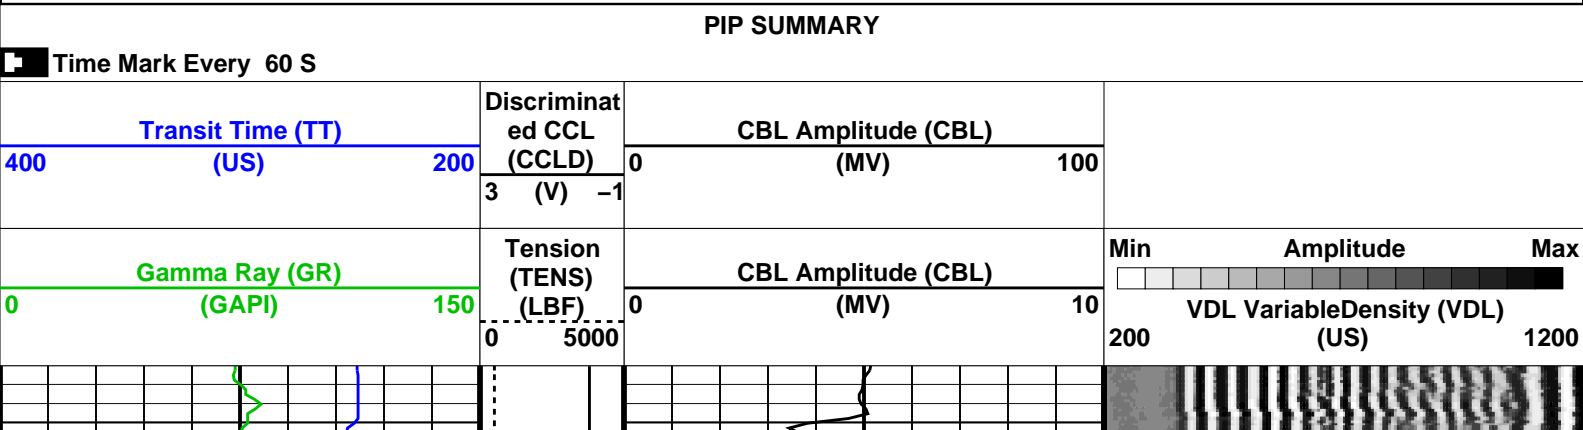 PIP SUMMARY
Time Mark Every 60 S
Transit Time (TT)
400 (US) 200
Discriminat
ed CCL
(CCLD)
3 (V) −1
CBL Amplitude (CBL)
0 (MV) 100
Gamma Ray (GR)
0 (GAPI) 150
Tension
(TENS)
(LBF)
0 5000
CBL Amplitude (CBL)
0 (MV) 10
Min Amplitude Max
VDL VariableDensity (VDL)
200 (US) 1200